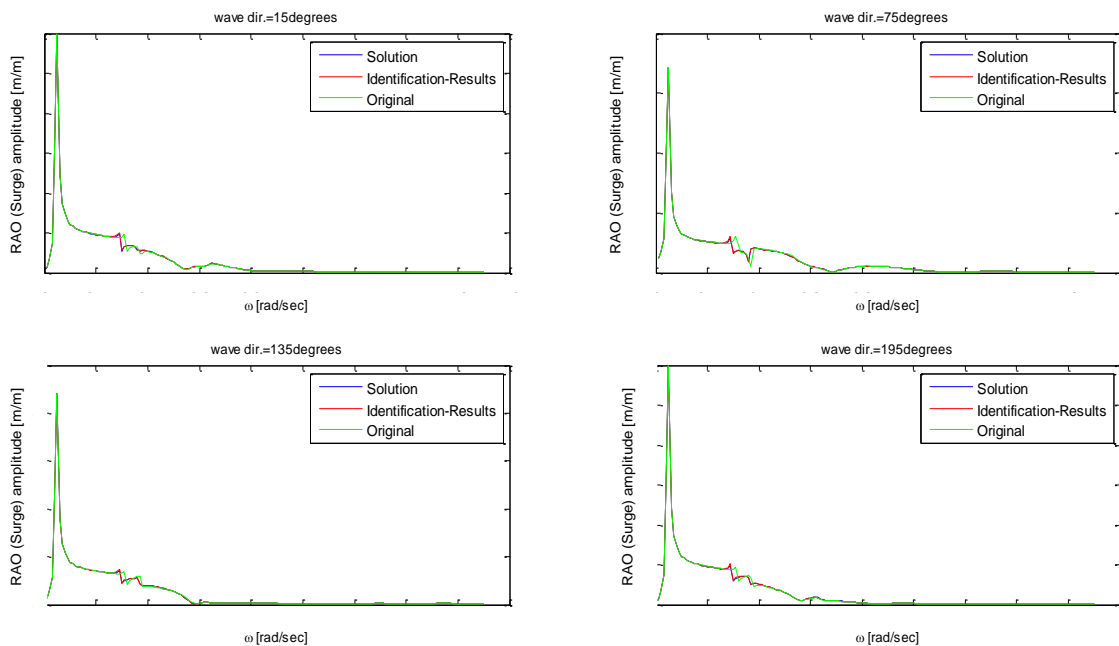 wave dir.=15degrees
RAO (Surge) amplitude [m/m]
Solution
Identification-Results
Original
ω [rad/sec]
wave dir.=75degrees
RAO (Surge) amplitude [m/m]
Solution
Identification-Results
Original
ω [rad/sec]
wave dir.=135degrees
RAO (Surge) amplitude [m/m]
Solution
Identification-Results
Original
ω [rad/sec]
wave dir.=195degrees
RAO (Surge) amplitude [m/m]
Solution
Identification-Results
Original
ω [rad/sec]